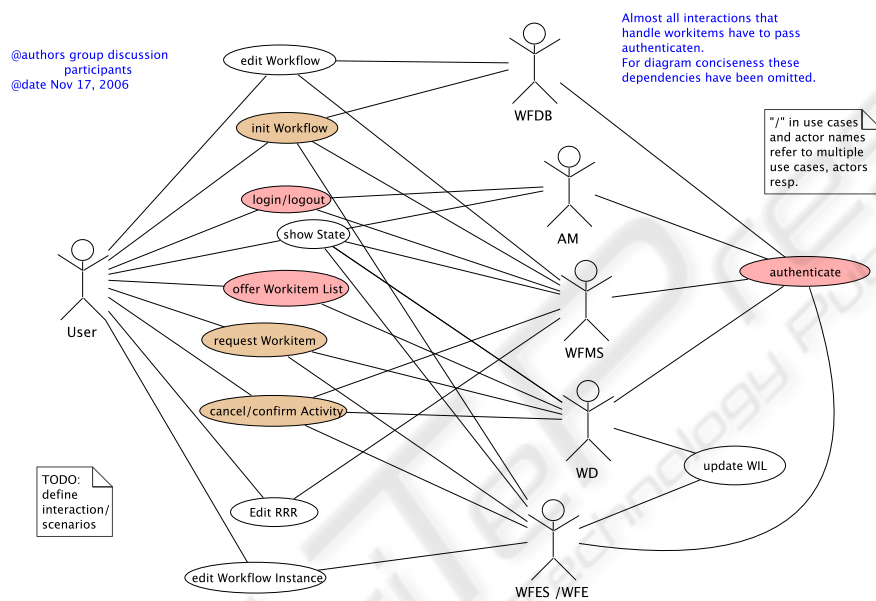 @authors group discussion
participants
@date Nov 17, 2006
Almost all interactions that
handle workitems have to pass
authenticaten.
For diagram conciseness these
dependencies have been omitted.
"/" in use cases
and actor names
refer to multiple
use cases, actors
resp.
edit Workflow
WFDB
init Workflow
login/logout
show State
AM
authenticate
offer Workitem List
User
request Workitem
WFMS
cancel/confirm Activity
WD
update WIL
TODO:
define
interaction/
scenarios
Edit RRR
edit Workflow Instance
WFES /WFE